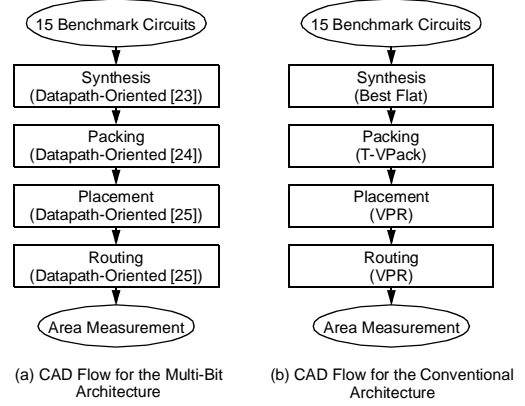 15 Benchmark Circuits
Synthesis
(Datapath-Oriented [23])
Packing
(Datapath-Oriented [24])
Placement
(Datapath-Oriented [25])
Routing
(Datapath-Oriented [25])
Area Measurement
(a) CAD Flow for the Multi-Bit
Architecture
15 Benchmark Circuits
Synthesis
(Best Flat)
Packing
(T-VPack)
Placement
(VPR)
Routing
(VPR)
Area Measurement
(b) CAD Flow for the Conventional
Architecture